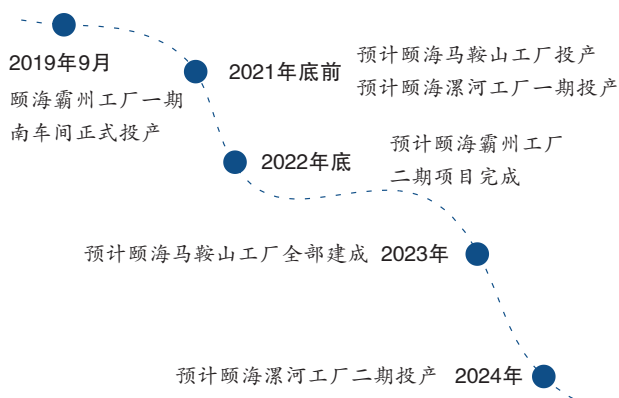 2019年9月
颐海霸州工厂一期
南车间正式投产
2021年底前
预计颐海马鞍山工厂投产
预计颐海漯河工厂一期投产
2022年底
预计颐海霸州工厂
二期项目完成
预计颐海马鞍山工厂全部建成 2023年
预计颐海漯河工厂二期投产 2024年